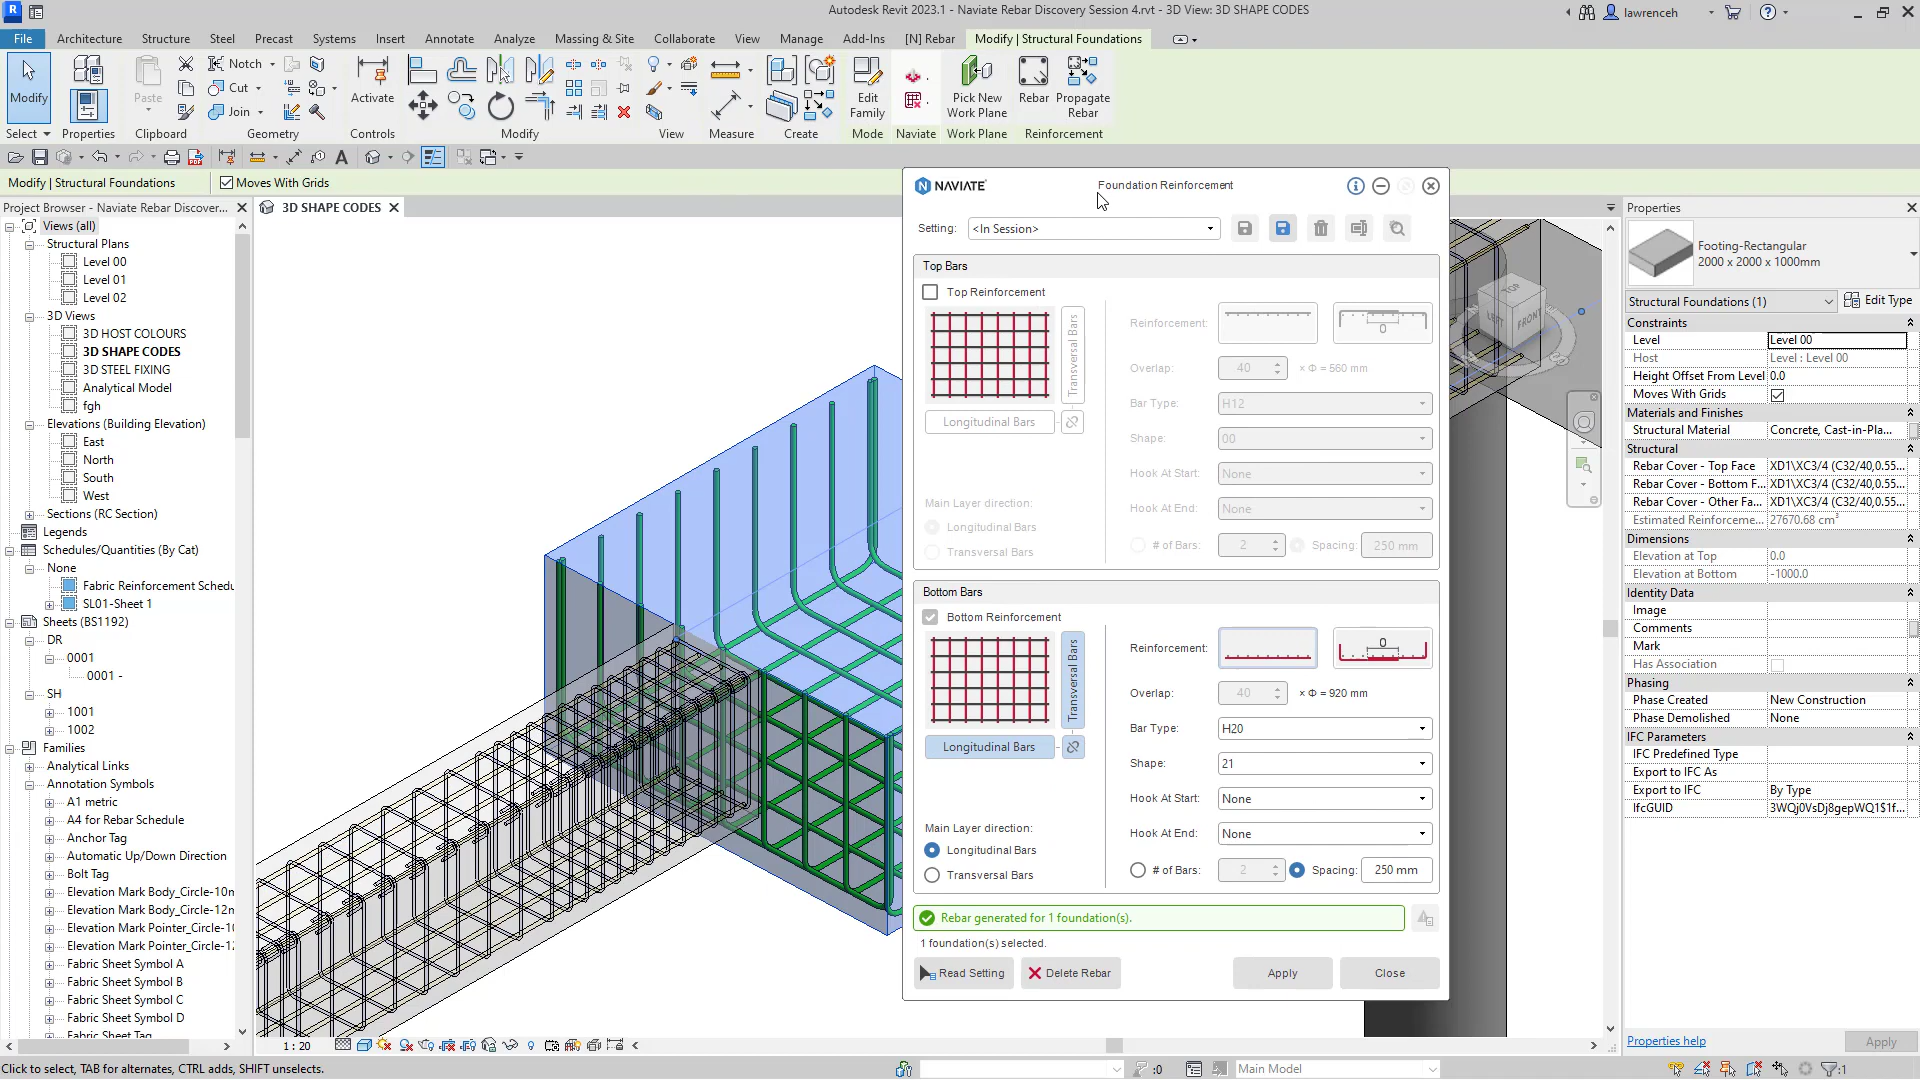 Autodesk Revit 2023.1 - Naviate Rebar Discovery Session 4.rvt - 3D View: 3D SHAPE CODES
lawrenceh
File Architecture Structure Steel Precast Systems Insert Annotate Analyze Massing & Site Collaborate View Manage Add-Ins [N] Rebar Modify | Structural Foundations
Modify
Properties
Paste
Notch
Cut
Join
Activate
Edit Family
Pick New Work Plane
Rebar
Propagate Rebar
Select Properties Clipboard Geometry Controls Modify View Measure Create Mode Naviate Work Plane Reinforcement
Modify | Structural Foundations
Moves With Grids
Project Browser - Naviate Rebar Discover...
3D SHAPE CODES
Views (all)
Structural Plans
Level 00
Level 01
Level 02
3D Views
3D HOST COLOURS
3D SHAPE CODES
3D STEEL FIXING
Analytical Model
fgh
Elevations (Building Elevation)
East
North
South
West
Sections (RC Section)
Legends
Schedules/Quantities (By Cat)
None
Fabric Reinforcement Schedu
SL01-Sheet 1
Sheets (BS1192)
DR
0001
0001 -
SH
1001
1002
Families
Analytical Links
Annotation Symbols
A1 metric
A4 for Rebar Schedule
Anchor Tag
Automatic Up/Down Direction
Bolt Tag
Elevation Mark Body_Circle-10m
Elevation Mark Body_Circle-12m
Elevation Mark Pointer_Circle-10
Elevation Mark Pointer_Circle-12
Fabric Sheet Symbol A
Fabric Sheet Symbol B
Fabric Sheet Symbol C
Fabric Sheet Symbol D
Fabric Sheet Tag
NAVIATE
Foundation Reinforcement
Setting: <In Session>
Top Bars
Top Reinforcement
Transversal Bars
Longitudinal Bars
Main Layer direction:
Longitudinal Bars
Transversal Bars
Reinforcement: 0
Overlap: 40 × Φ = 560 mm
Bar Type: H12
Shape: 00
Hook At Start: None
Hook At End: None
# of Bars: 2 Spacing: 250 mm
Bottom Bars
Bottom Reinforcement
Transversal Bars
Longitudinal Bars
Main Layer direction:
Longitudinal Bars
Transversal Bars
Reinforcement: 0
Overlap: 40 × Φ = 920 mm
Bar Type: H20
Shape: 21
Hook At Start: None
Hook At End: None
# of Bars: 2 Spacing: 250 mm
Rebar generated for 1 foundation(s).
1 foundation(s) selected.
Read Setting Delete Rebar Apply Close
TOP
LEFT
FRONT
Properties
Footing-Rectangular
2000 x 2000 x 1000mm
Structural Foundations (1) Edit Type
Constraints
Level Level 00
Host Level : Level 00
Height Offset From Level 0.0
Moves With Grids
Materials and Finishes
Structural Material Concrete, Cast-in-Pla...
Structural
Rebar Cover - Top Face XD1\XC3/4 (C32/40,0.55...
Rebar Cover - Bottom F... XD1\XC3/4 (C32/40,0.55...
Rebar Cover - Other Fa... XD1\XC3/4 (C32/40,0.55...
Estimated Reinforceme... 27670.68 cm³
Dimensions
Elevation at Top 0.0
Elevation at Bottom -1000.0
Identity Data
Image
Comments
Mark
Has Association
Phasing
Phase Created New Construction
Phase Demolished None
IFC Parameters
IFC Predefined Type
Export to IFC As
Export to IFC By Type
IfcGUID 3WQj0VsDj8gepWQ1$1f...
Properties help Apply
1 : 20
Click to select, TAB for alternates, CTRL adds, SHIFT unselects.
:0
Main Model
:1